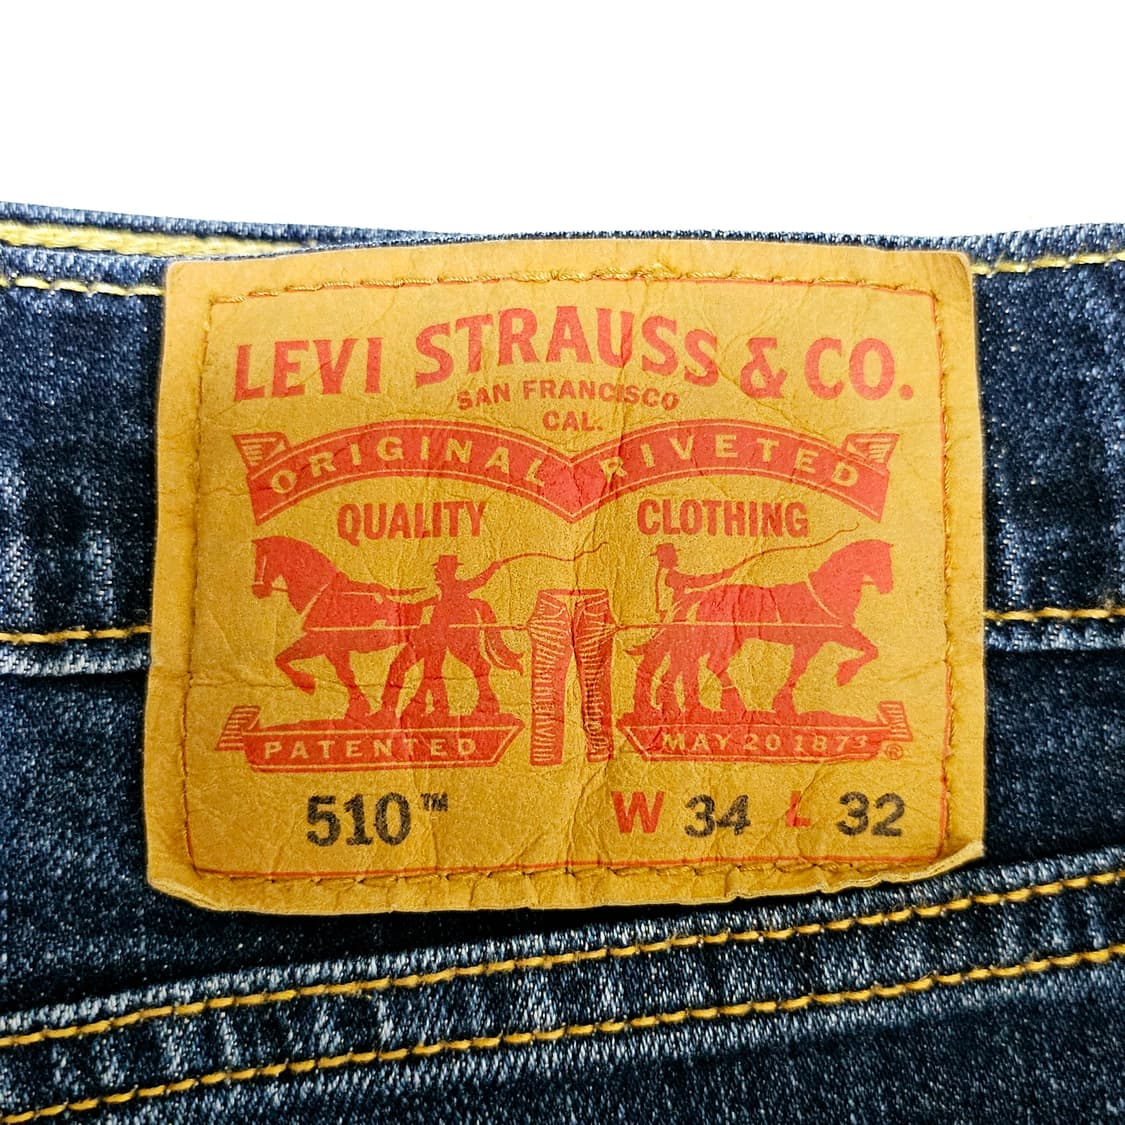 LEVI STRAUSS & CO.
SAN FRANCISCO
CAL.
ORIGINAL RIVETED
QUALITY CLOTHING
PATENTED MAY 20 1873 ®
510™ W 34 L 32